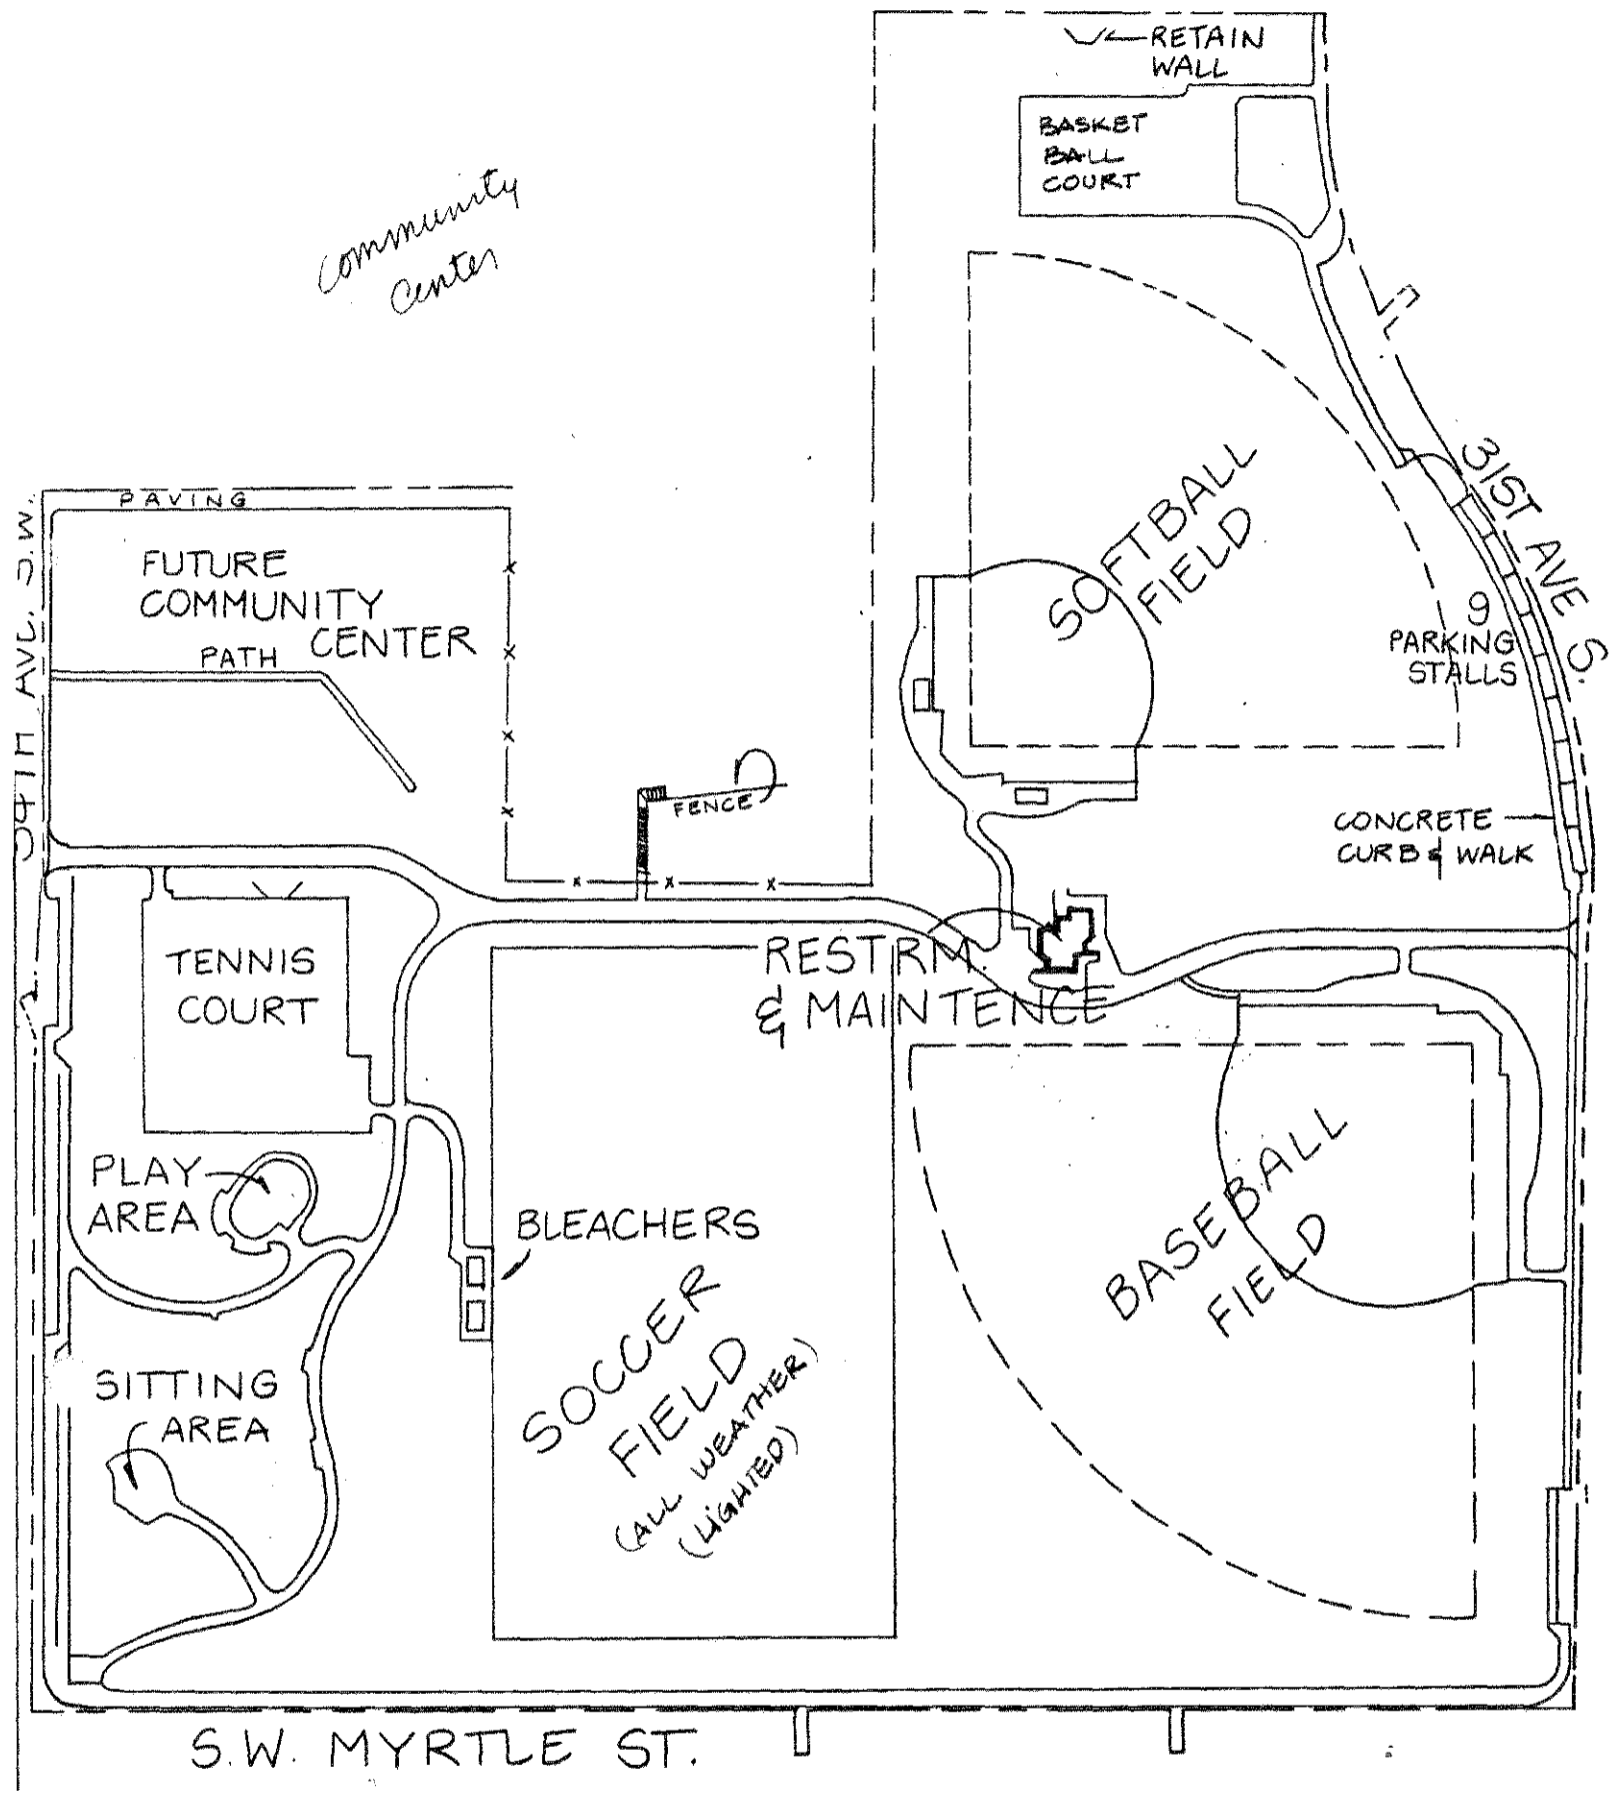 RETAIN
WALL
BASKET
BALL
COURT
community
center
31ST AVE S.
PAVING
FUTURE
COMMUNITY
CENTER
PATH
SOFTBALL
FIELD
9
PARKING
STALLS
FENCE
CONCRETE
CURB & WALK
34TH AVE. S.W.
RESTRM.
& MAINTENCE
TENNIS
COURT
PLAY
AREA
BLEACHERS
BASEBALL
FIELD
SOCCER
FIELD
(ALL WEATHER)
(LIGHTED)
SITTING
AREA
S.W. MYRTLE ST.